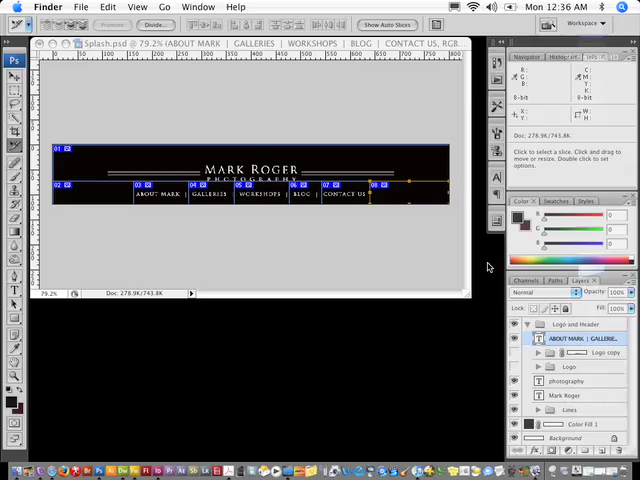 Finder File Edit View Go Window Help Mon 12:36 AM
Promote Divide... Show Auto Slices Workspace
Splash.psd @ 79.2% (ABOUT MARK | GALLERIES | WORKSHOPS | BLOG | CONTACT US, RGB...
Ps
01
MARK ROGER
PHOTOGRAPHY
02 03 04 05 06 07 08
ABOUT MARK | GALLERIES | WORKSHOPS | BLOG | CONTACT US
79.2% Doc: 278.9K/743.8K
Navigator Info
R: C:
G: M:
B: Y:
K:
8-bit 8-bit
X: W:
Y: H:
Doc: 278.9K/743.8K
Click to select a slice. Click and drag to move or resize. Double click to set options.
Color Swatches Styles
R 0
G 0
B 0
Channels Paths Layers
Normal Opacity: 100%
Lock: Fill: 100%
Logo and Header
ABOUT MARK | GALLERIE...
Logo copy
Logo
photography
Mark Roger
Lines
Color Fill 1
Background